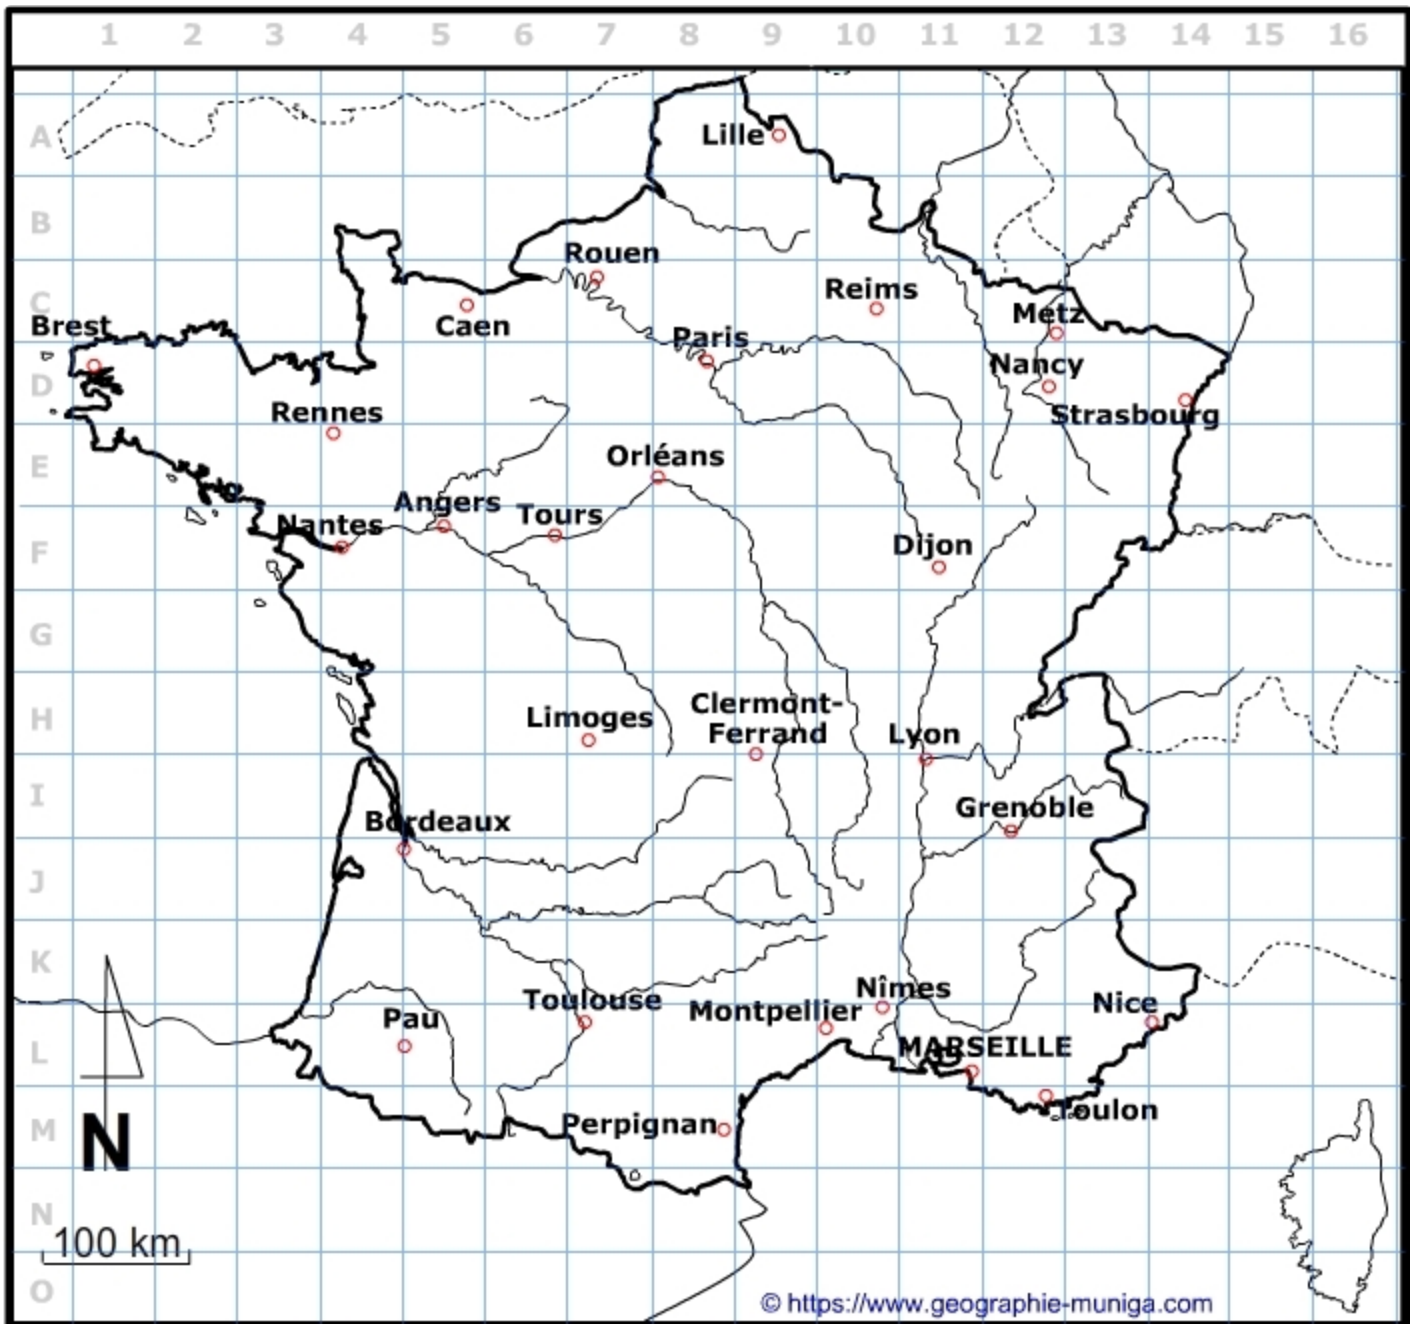 1 2 3 4 5 6 7 8 9 10 11 12 13 14 15 16
A
Lille
B
Rouen
C
Reims
Metz
Brest
Caen
Paris
Nancy
D
Rennes
Strasbourg
E
Orléans
Angers
Tours
Nantes
F
Dijon
G
H
Limoges
Clermont-
Ferrand
Lyon
I
Grenoble
Bordeaux
J
K
Nîmes
Toulouse
Montpellier
Nice
Pau
L
MARSEILLE
Toulon
M
Perpignan
N
N
100 km
O
© https://www.geographie-muniga.com